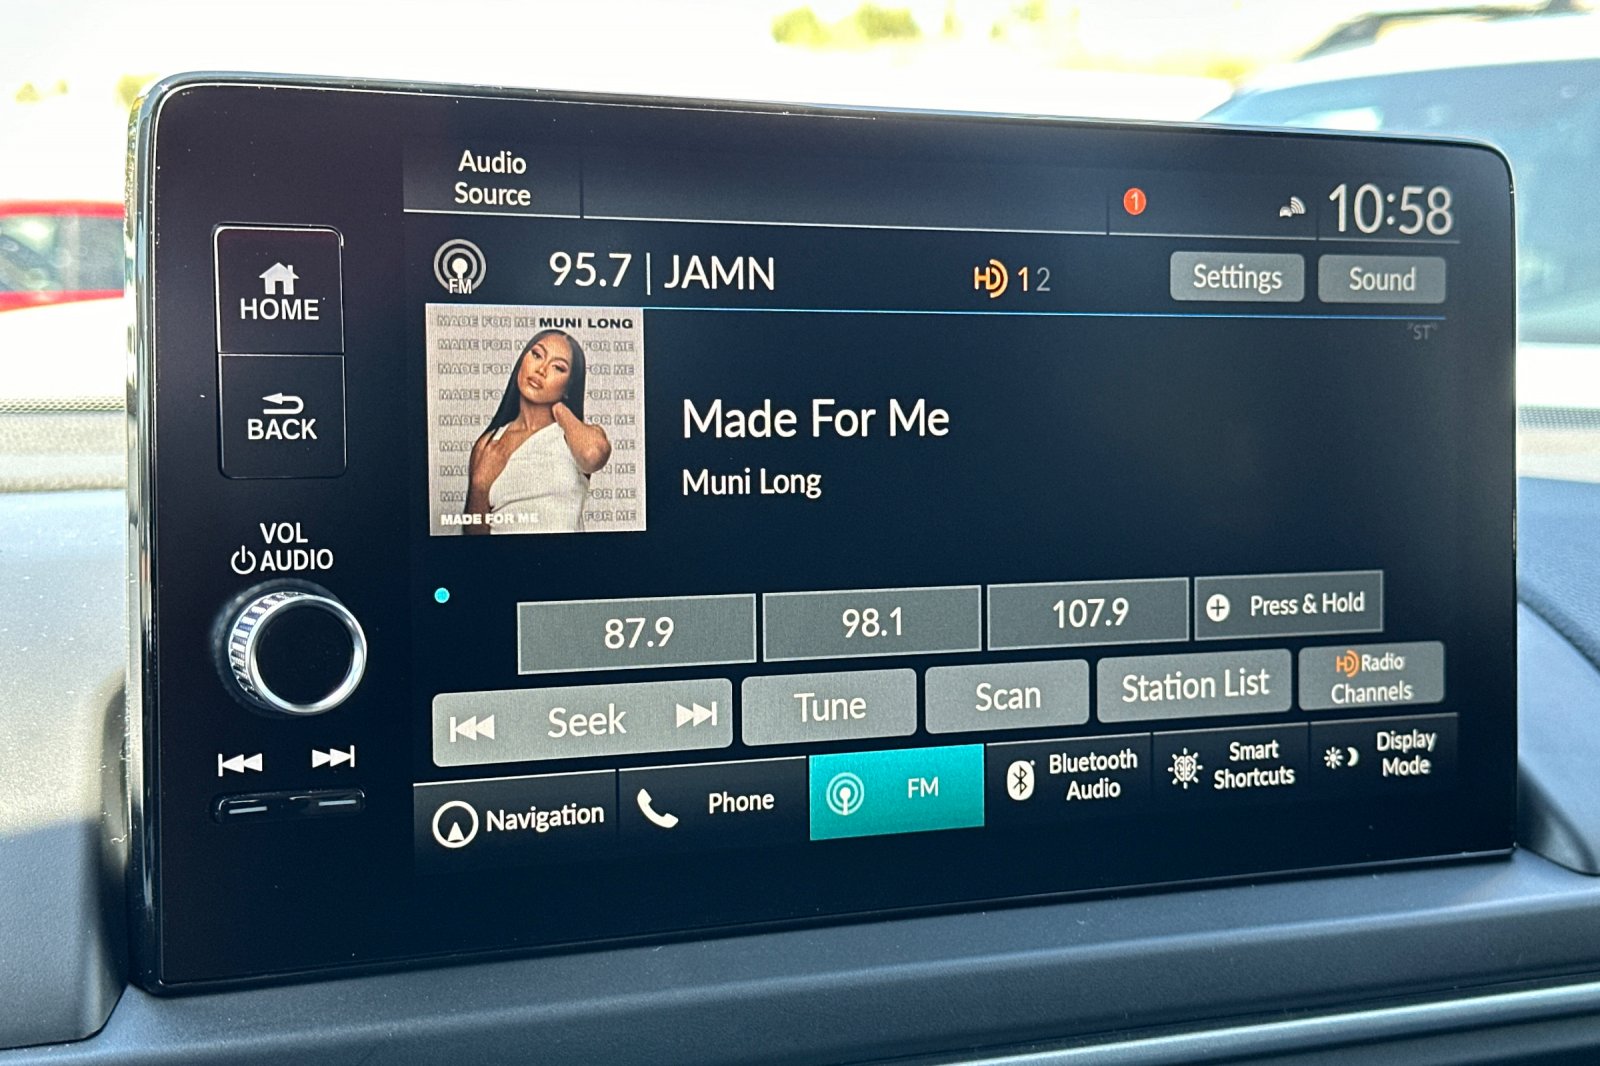 Audio
Source
1
10:58
HOME
FM
95.7 | JAMN
HD 1 2
Settings
Sound
"ST"
MADE FOR ME MUNI LONG
MADE FOR ME
Made For Me
Muni Long
BACK
VOL
AUDIO
87.9
98.1
107.9
Press & Hold
Seek
Tune
Scan
Station List
HD Radio
Channels
Navigation
Phone
FM
Bluetooth
Audio
Smart
Shortcuts
Display
Mode